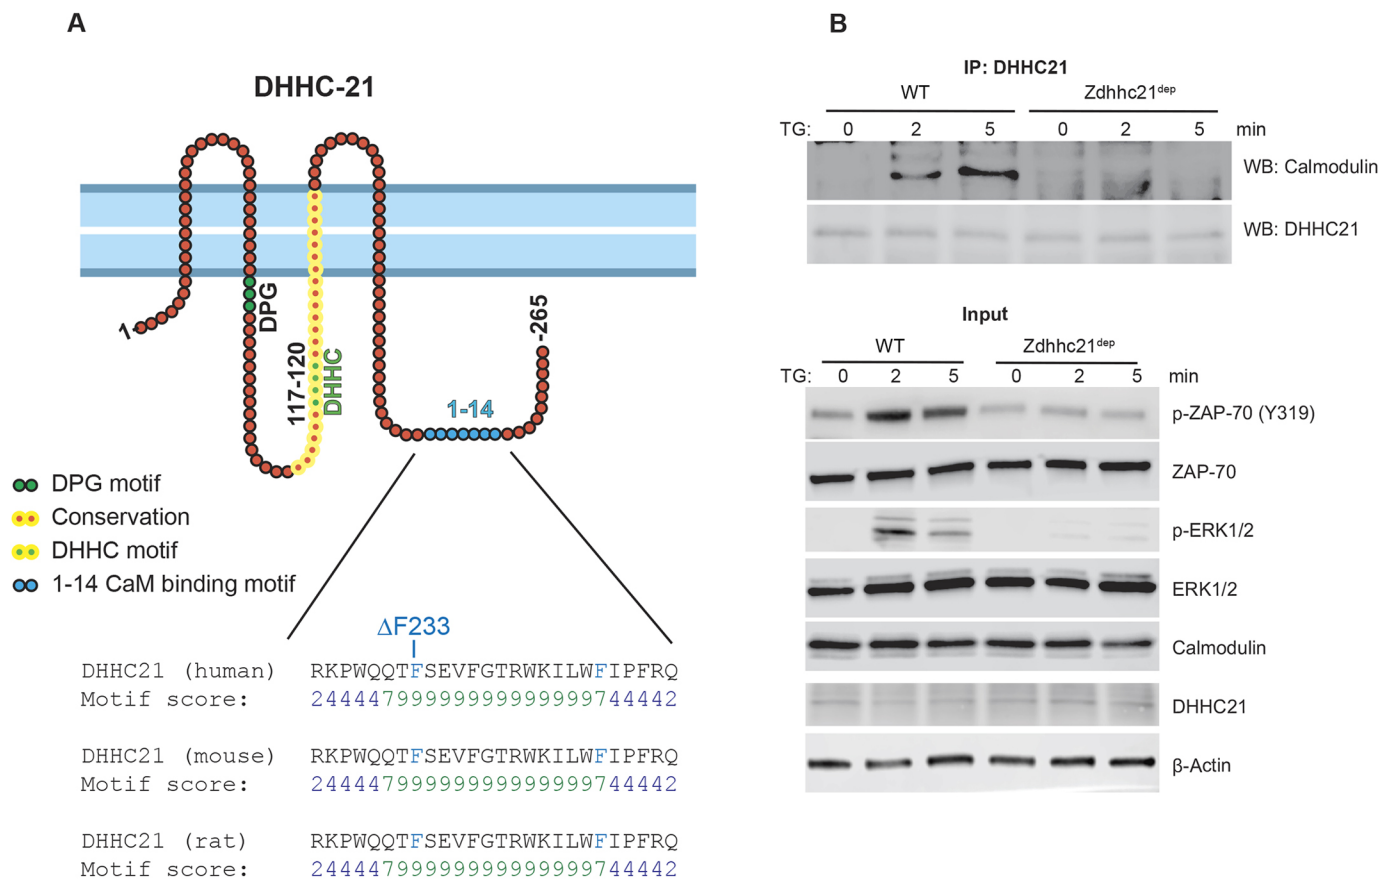 A
DHHC-21
1-
DPG
117-120
DHHC
1-14
-265
DPG motif
Conservation
DHHC motif
1-14 CaM binding motif
ΔF233
DHHC21 (human) RKPWQQTFSEVFGTRWKILWFIPFRQ
Motif score: 24444799999999999999744442
DHHC21 (mouse) RKPWQQTFSEVFGTRWKILWFIPFRQ
Motif score: 24444799999999999999744442
DHHC21 (rat) RKPWQQTFSEVFGTRWKILWFIPFRQ
Motif score: 24444799999999999999744442
B
IP: DHHC21
WT Zdhhc21dep
TG: 0 2 5 0 2 5 min
WB: Calmodulin
WB: DHHC21
Input
WT Zdhhc21dep
TG: 0 2 5 0 2 5 min
p-ZAP-70 (Y319)
ZAP-70
p-ERK1/2
ERK1/2
Calmodulin
DHHC21
β-Actin